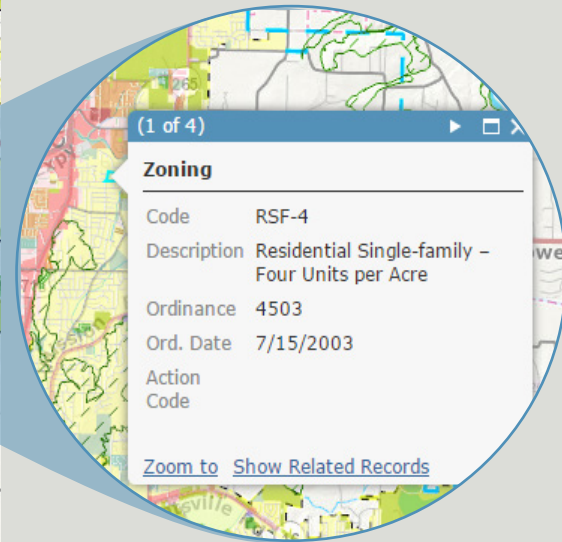 265
(1 of 4)
Zoning
Code RSF-4
Description Residential Single-family –
Four Units per Acre
Ordinance 4503
Ord. Date 7/15/2003
Action
Code
Zoom to Show Related Records